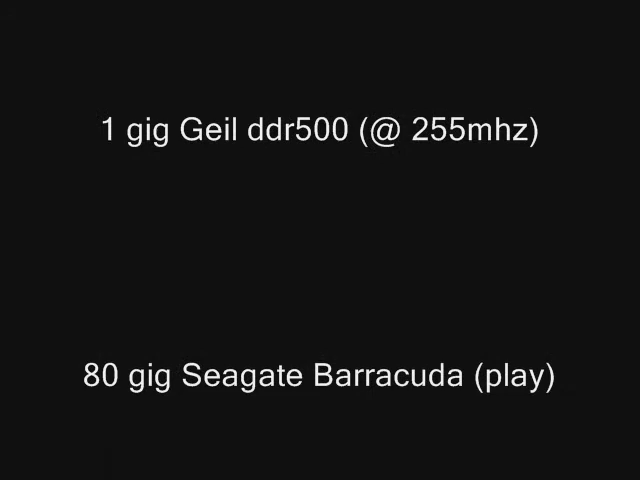 1 gig Geil ddr500 (@ 255mhz)
80 gig Seagate Barracuda (play)